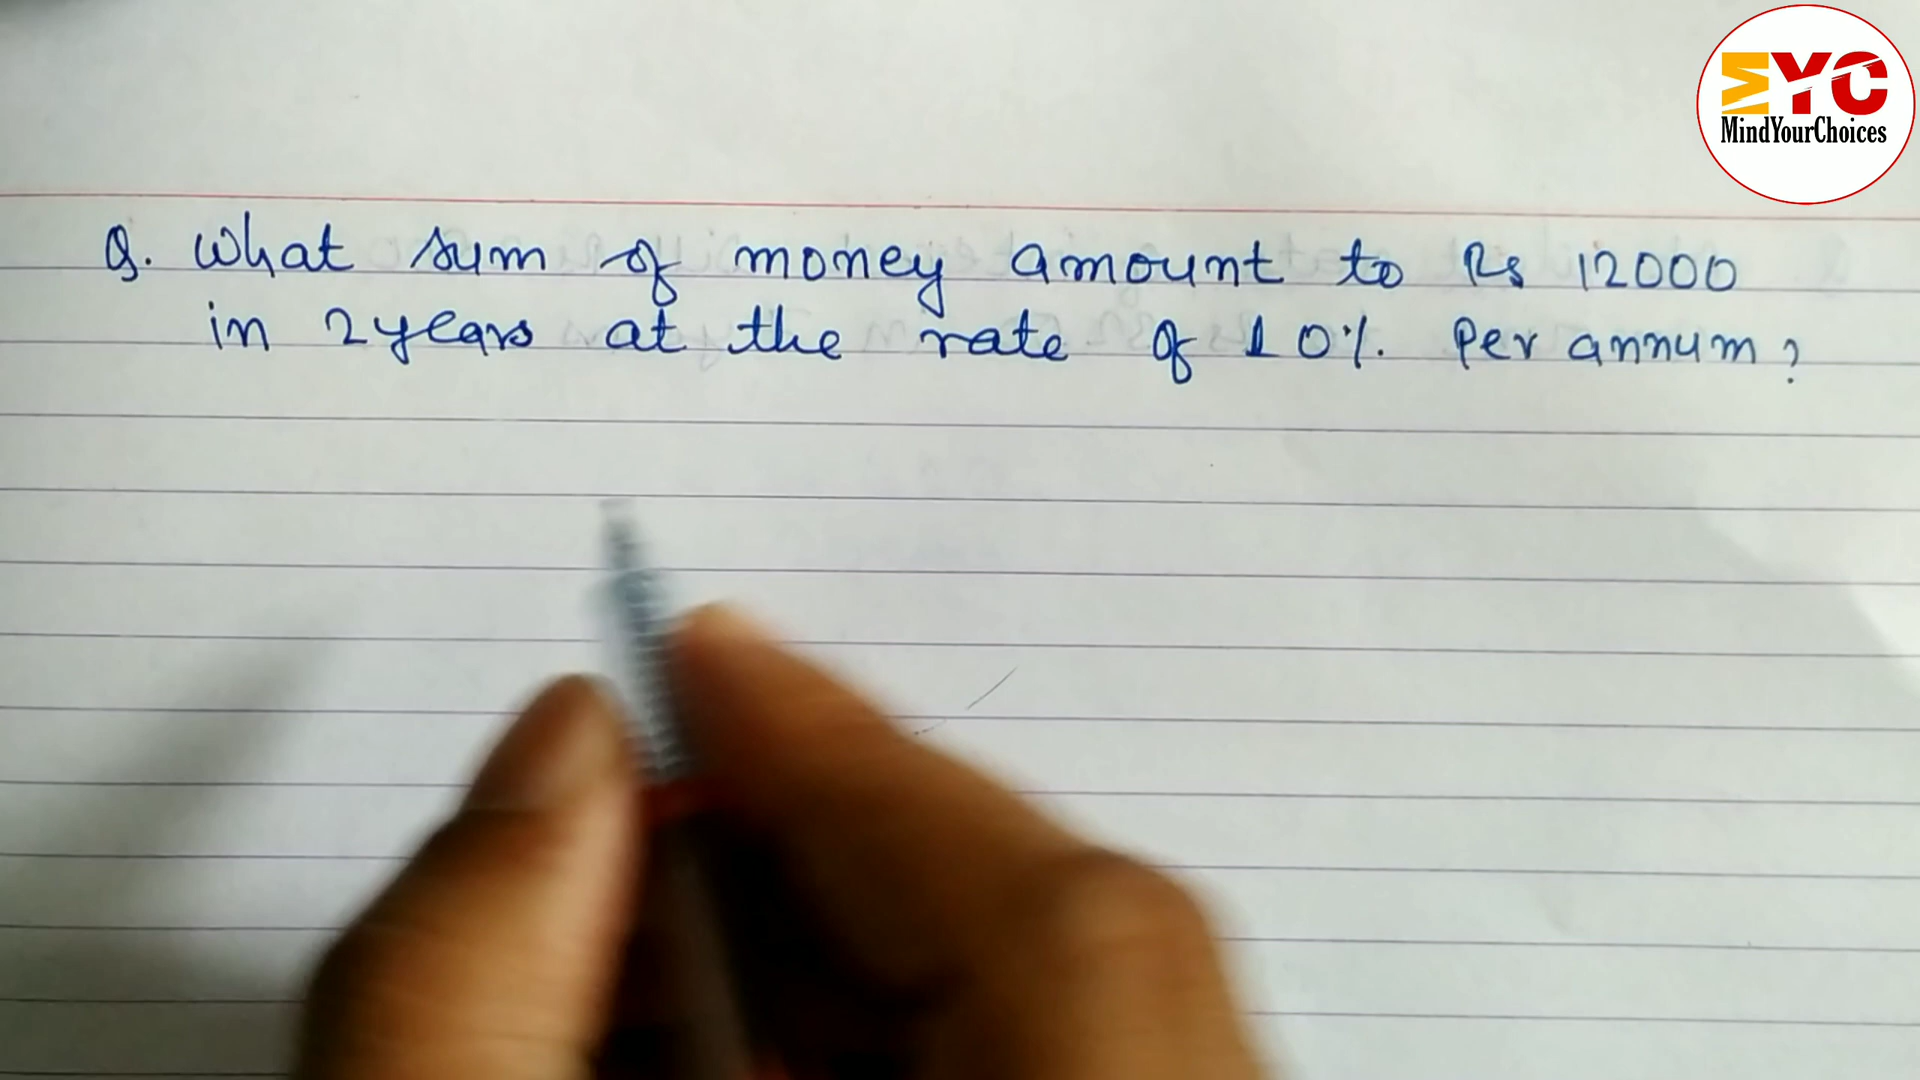 MYC
MindYourChoices
Q. What sum of money amount to Rs 12000
in 2 years at the rate of 10%. Per annum?